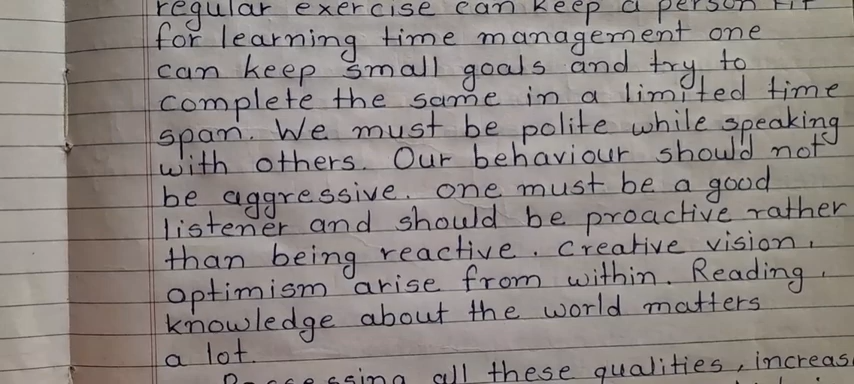 regular exercise can keep a person fit
for learning time management one
can keep small goals and try to
complete the same in a limited time
span. We must be polite while speaking
with others. Our behaviour should not
be aggressive. one must be a good
listener and should be proactive rather
than being reactive. creative vision,
optimism arise from within. Reading,
knowledge about the world matters
a lot.
Possessing all these qualities, increas